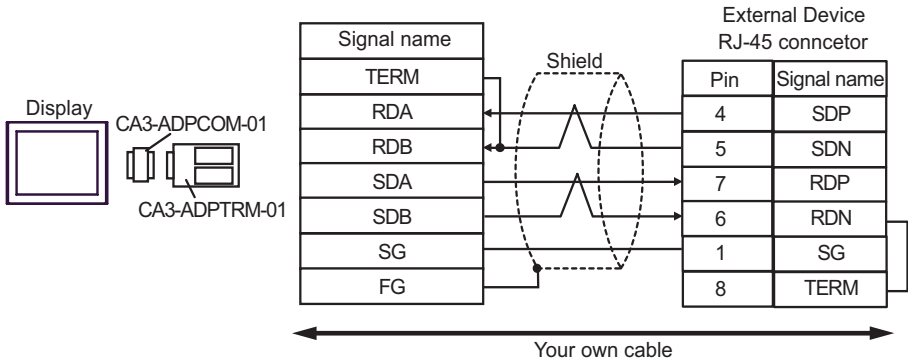 External Device
RJ-45 conncetor
Signal name
Shield
Pin Signal name
TERM
Display
CA3-ADPCOM-01
RDA 4 SDP
RDB 5 SDN
SDA 7 RDP
CA3-ADPTRM-01
SDB 6 RDN
SG 1 SG
FG 8 TERM
Your own cable